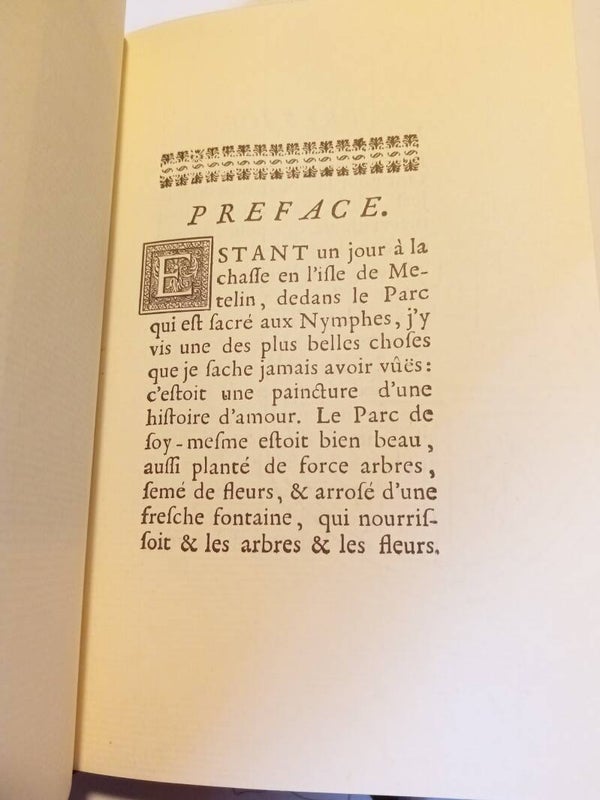 PREFACE.
ESTANT un jour à la
chaſſe en l'iſle de Me-
telin, dedans le Parc
qui eſt ſacré aux Nymphes, j'y
vis une des plus belles choſes
que je ſache jamais avoir vûës:
c'eſtoit une paincture d'une
hiſtoire d'amour. Le Parc de
ſoy-meſme eſtoit bien beau,
auſſi planté de force arbres,
ſemé de fleurs, & arroſé d'une
freſche fontaine, qui nourriſ-
ſoit & les arbres & les fleurs.